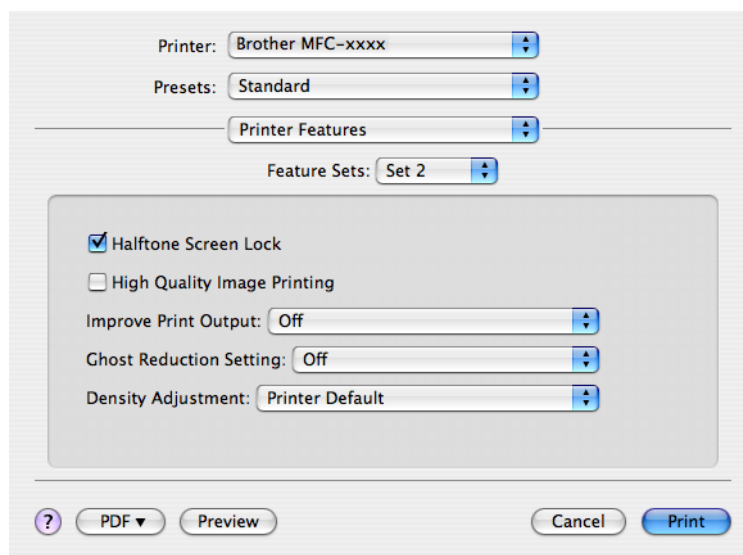 Printer: Brother MFC-xxxx
Presets: Standard
Printer Features
Feature Sets: Set 2
Halftone Screen Lock
High Quality Image Printing
Improve Print Output: Off
Ghost Reduction Setting: Off
Density Adjustment: Printer Default
? PDF ▼ Preview Cancel Print